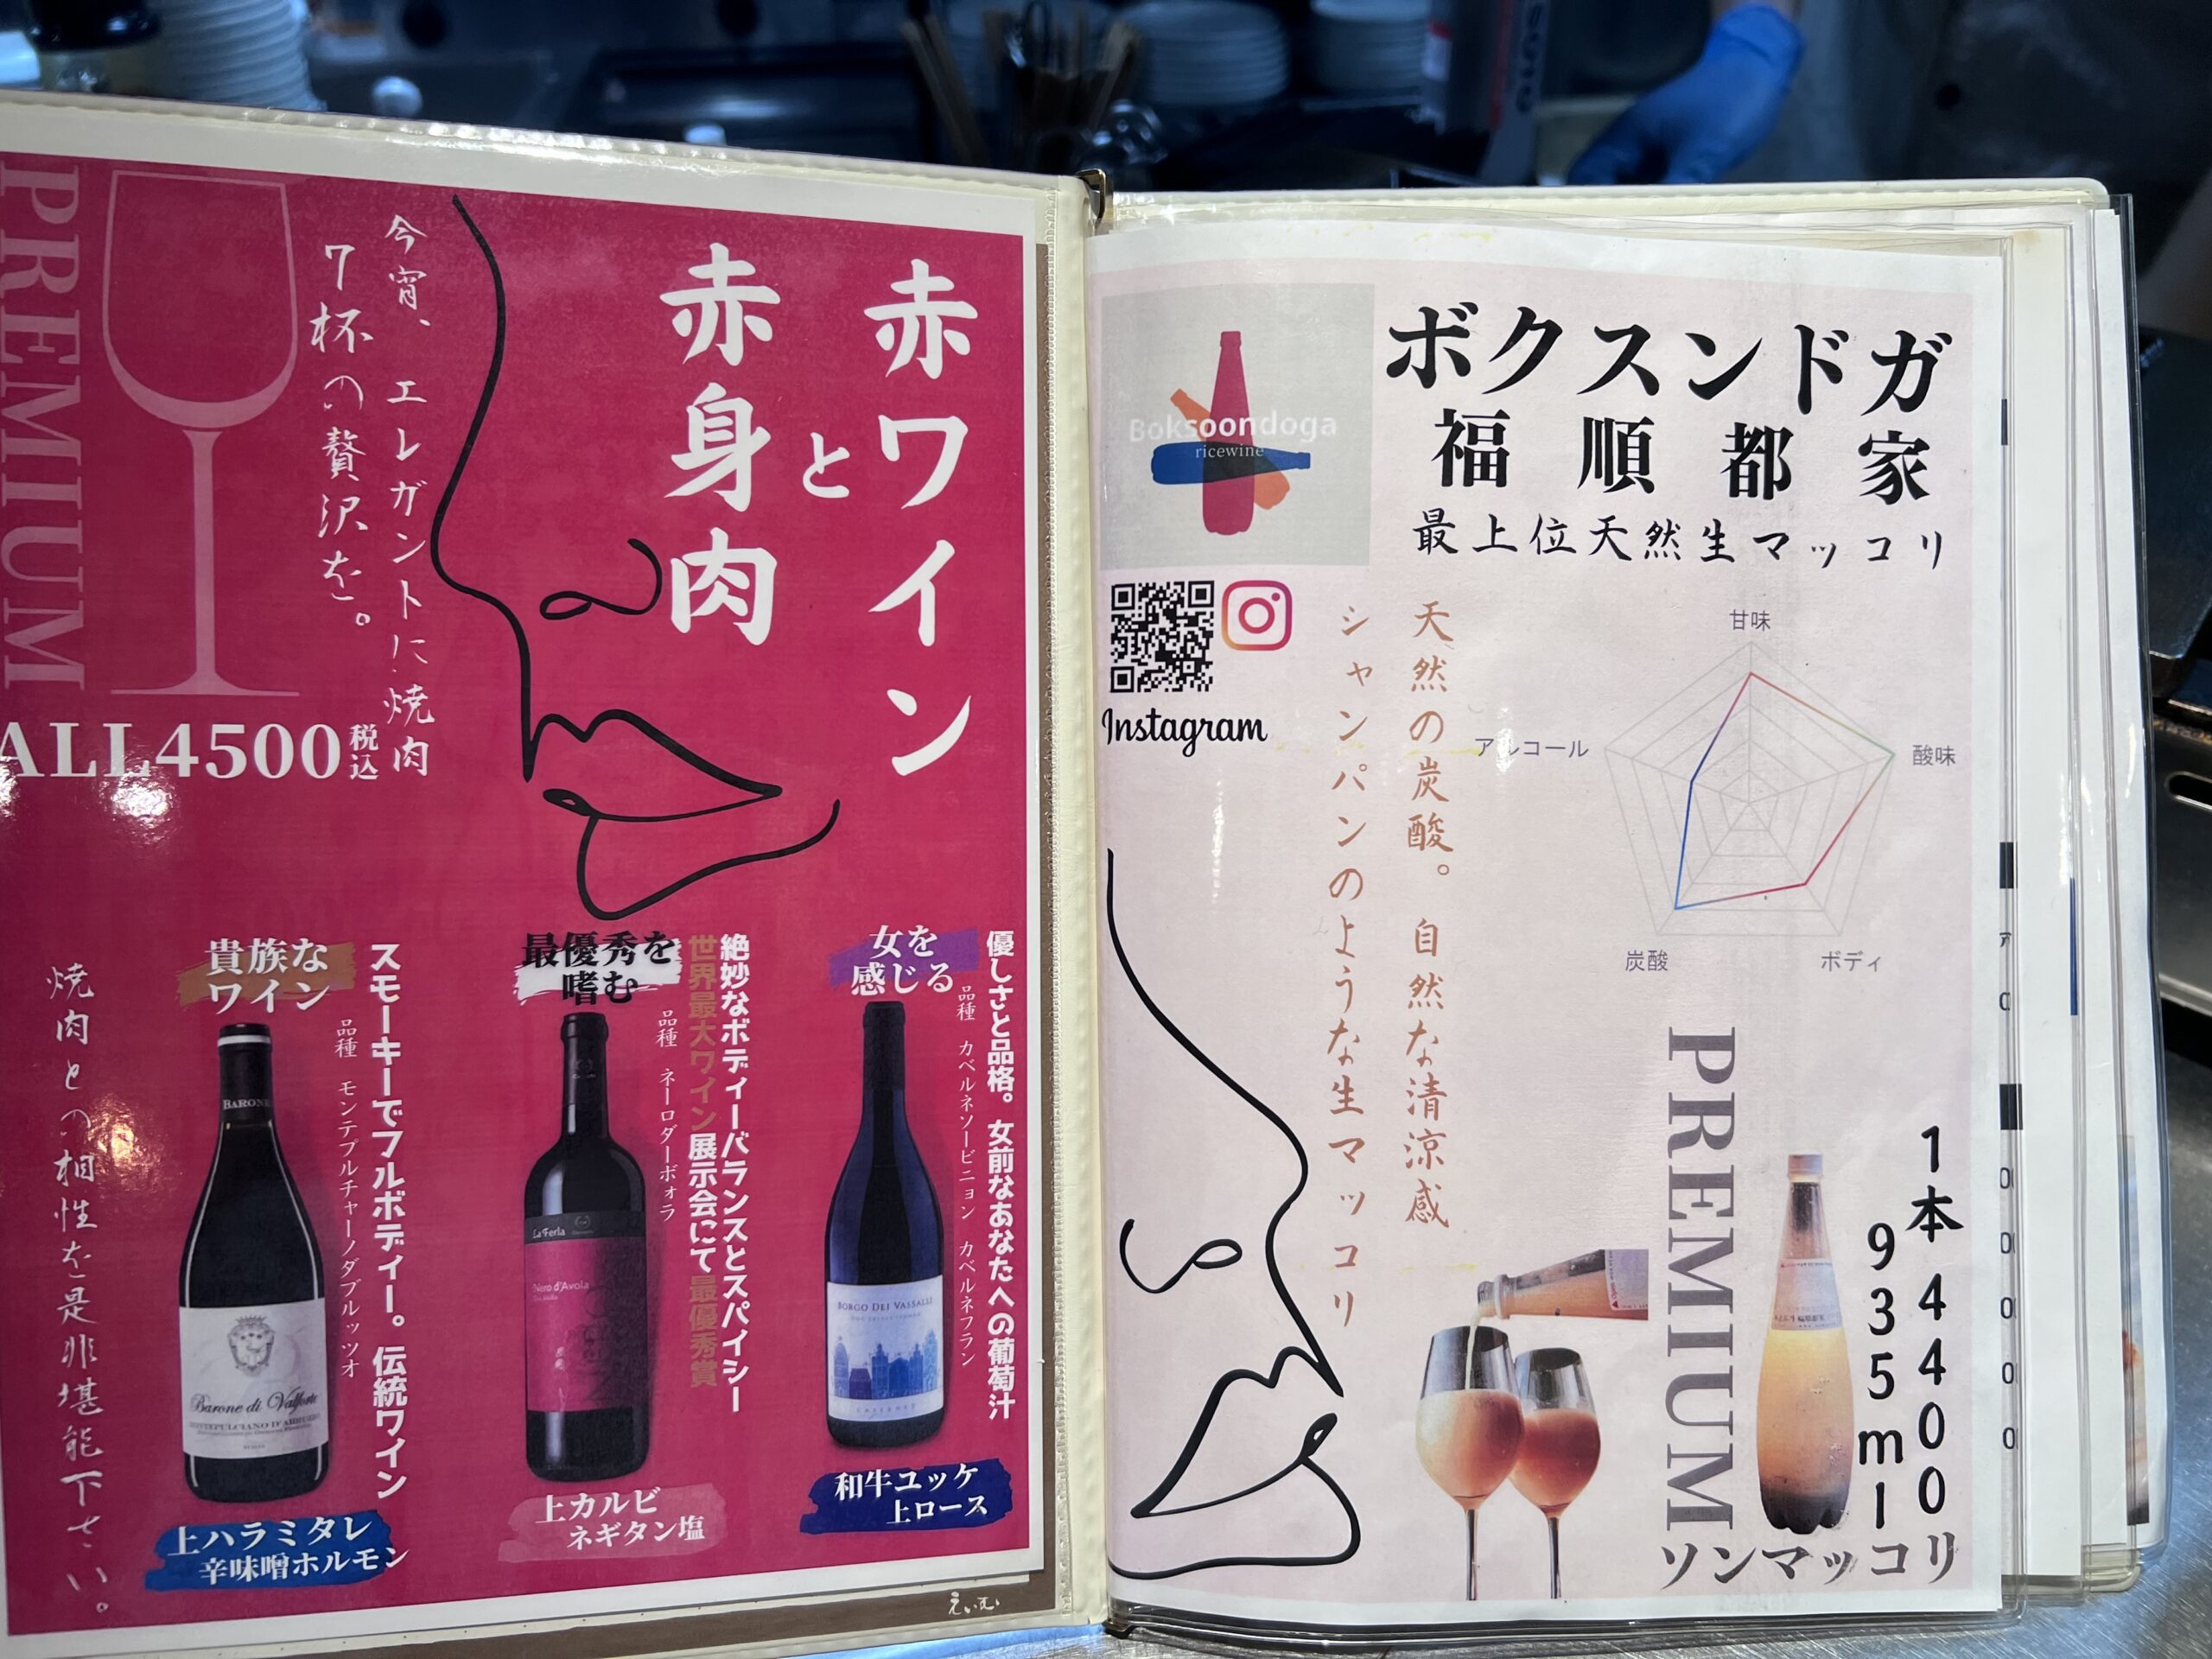 赤ワイン
と
赤身肉
今宵、エレガントに焼肉
7杯の贅沢を。
PREMIUM
ALL4500税込
優しさと品格。女前なあなたへの葡萄汁
女を
感じる
品種 カベルネソービニョン カベルネフラン
BORGO DEI VASSALLI
和牛ユッケ
上ロース
絶妙なボディーバランスとスパイシー
世界最大ワイン展示会にて最優秀賞
最優秀を
嗜む
品種 ネーロダーボォラ
LaFerla
Nero d'Avola
上カルビ
ネギタン塩
スモーキーでフルボディー。伝統ワイン
貴族な
ワイン
品種 モンテプルチャーノダブルッツオ
BARONE
Barone di Valforte
MONTEPULCIANO D'ABRUZZO
上ハラミタレ
辛味噌ホルモン
焼肉との相性を是非堪能下さい。
えいむ
Boksoondoga
ricewine
ボクスンドガ
福順都家
最上位天然生マッコリ
Instagram
天然の炭酸。自然な清涼感
シャンパンのような生マッコリ
甘味
酸味
ボディ
炭酸
アルコール
PREMIUM
1本 4400
935ml
ソンマッコリ